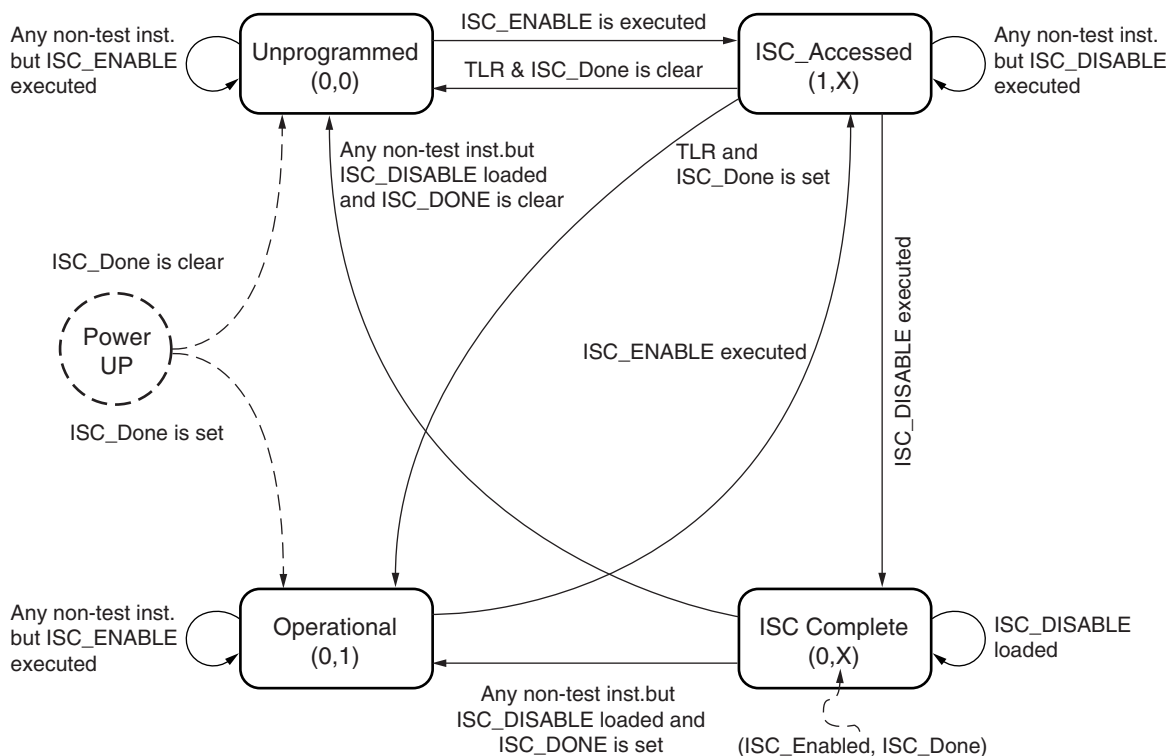 Any non-test inst.
but ISC_ENABLE
executed
Unprogrammed
(0,0)
ISC_ENABLE is executed
TLR & ISC_Done is clear
ISC_Accessed
(1,X)
Any non-test inst.
but ISC_DISABLE
executed
Any non-test inst.but
ISC_DISABLE loaded
and ISC_DONE is clear
TLR and
ISC_Done is set
ISC_Done is clear
Power
UP
ISC_Done is set
ISC_ENABLE executed
ISC_DISABLE executed
Any non-test inst.
but ISC_ENABLE
executed
Operational
(0,1)
ISC Complete
(0,X)
ISC_DISABLE
loaded
Any non-test inst.but
ISC_DISABLE loaded and
ISC_DONE is set
(ISC_Enabled, ISC_Done)